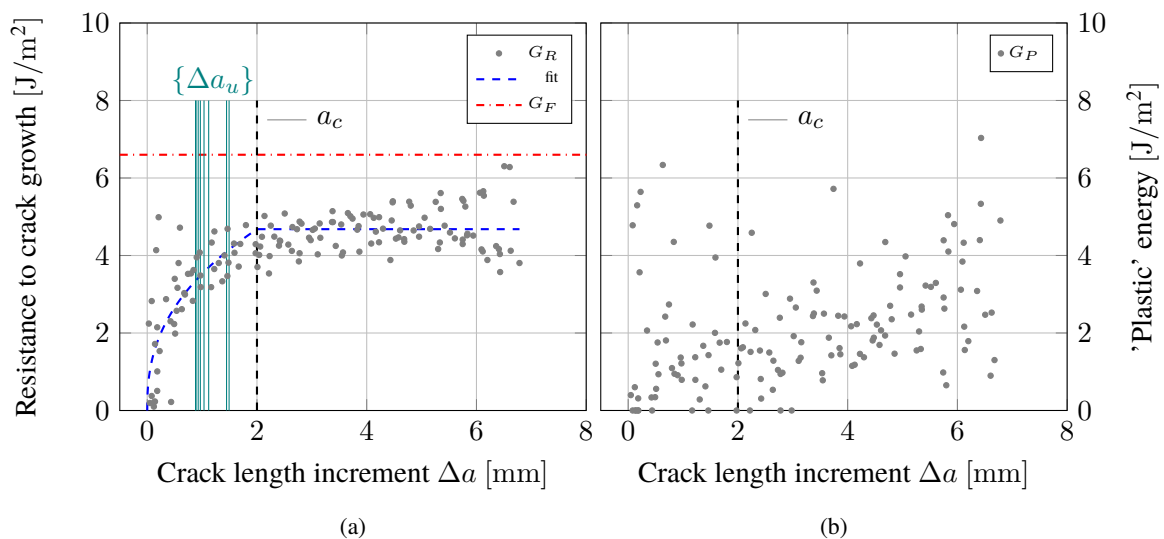 Resistance to crack growth [J/m²]
10
8
6
4
2
0
0 2 4 6 8
Crack length increment Δa [mm]
{Δa_u}
a_c
G_R
fit
G_F
(a)
G_P
a_c
10
8
6
4
2
0
'Plastic' energy [J/m²]
0 2 4 6 8
Crack length increment Δa [mm]
(b)